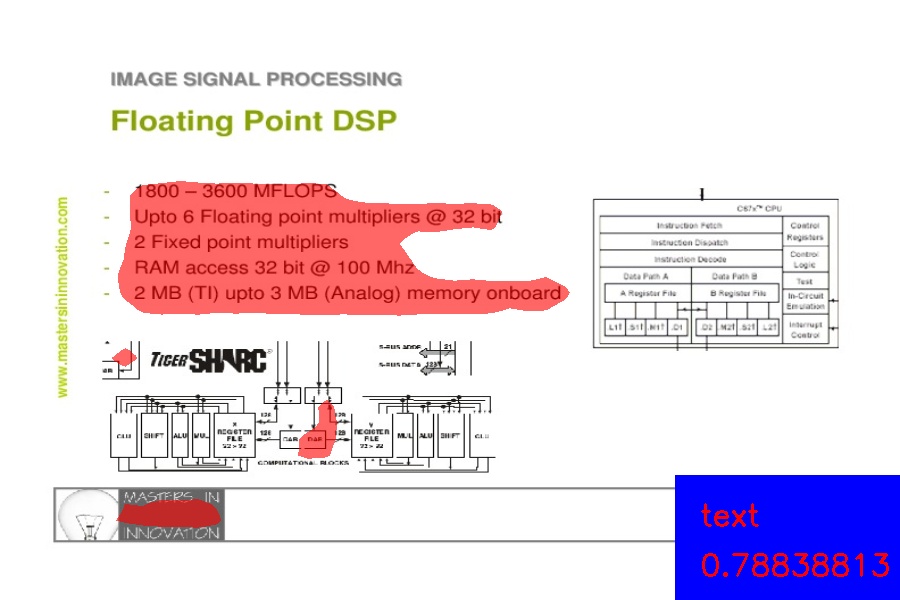 IMAGE SIGNAL PROCESSING
Floating Point DSP
- 1800 – 3600 MFLOPS
- Upto 6 Floating point multipliers @ 32 bit
- 2 Fixed point multipliers
- RAM access 32 bit @ 100 Mhz
- 2 MB (TI) upto 3 MB (Analog) memory onboard
www.mastersininnovation.com
C67x™ CPU
Instruction Fetch
Instruction Dispatch
Instruction Decode
Control
Registers
Control
Logic
Test
In-Circuit
Emulation
Interrupt
Control
Data Path A
Data Path B
A Register File
B Register File
.L1† .S1† .M1† .D1 .D2 .M2† .S2† .L2†
TIGER SHARC®
S-BUS ADDR 21
S-BUS DATA
128 128
128 128
CLU SHIFT ALU MUL
X
REGISTER
FILE
32 × 32
DAB DAB
Y
REGISTER
FILE
32 × 32
MUL ALU SHIFT CLU
COMPUTATIONAL BLOCKS
MASTERS IN
INNOVATION
text
0.78838813